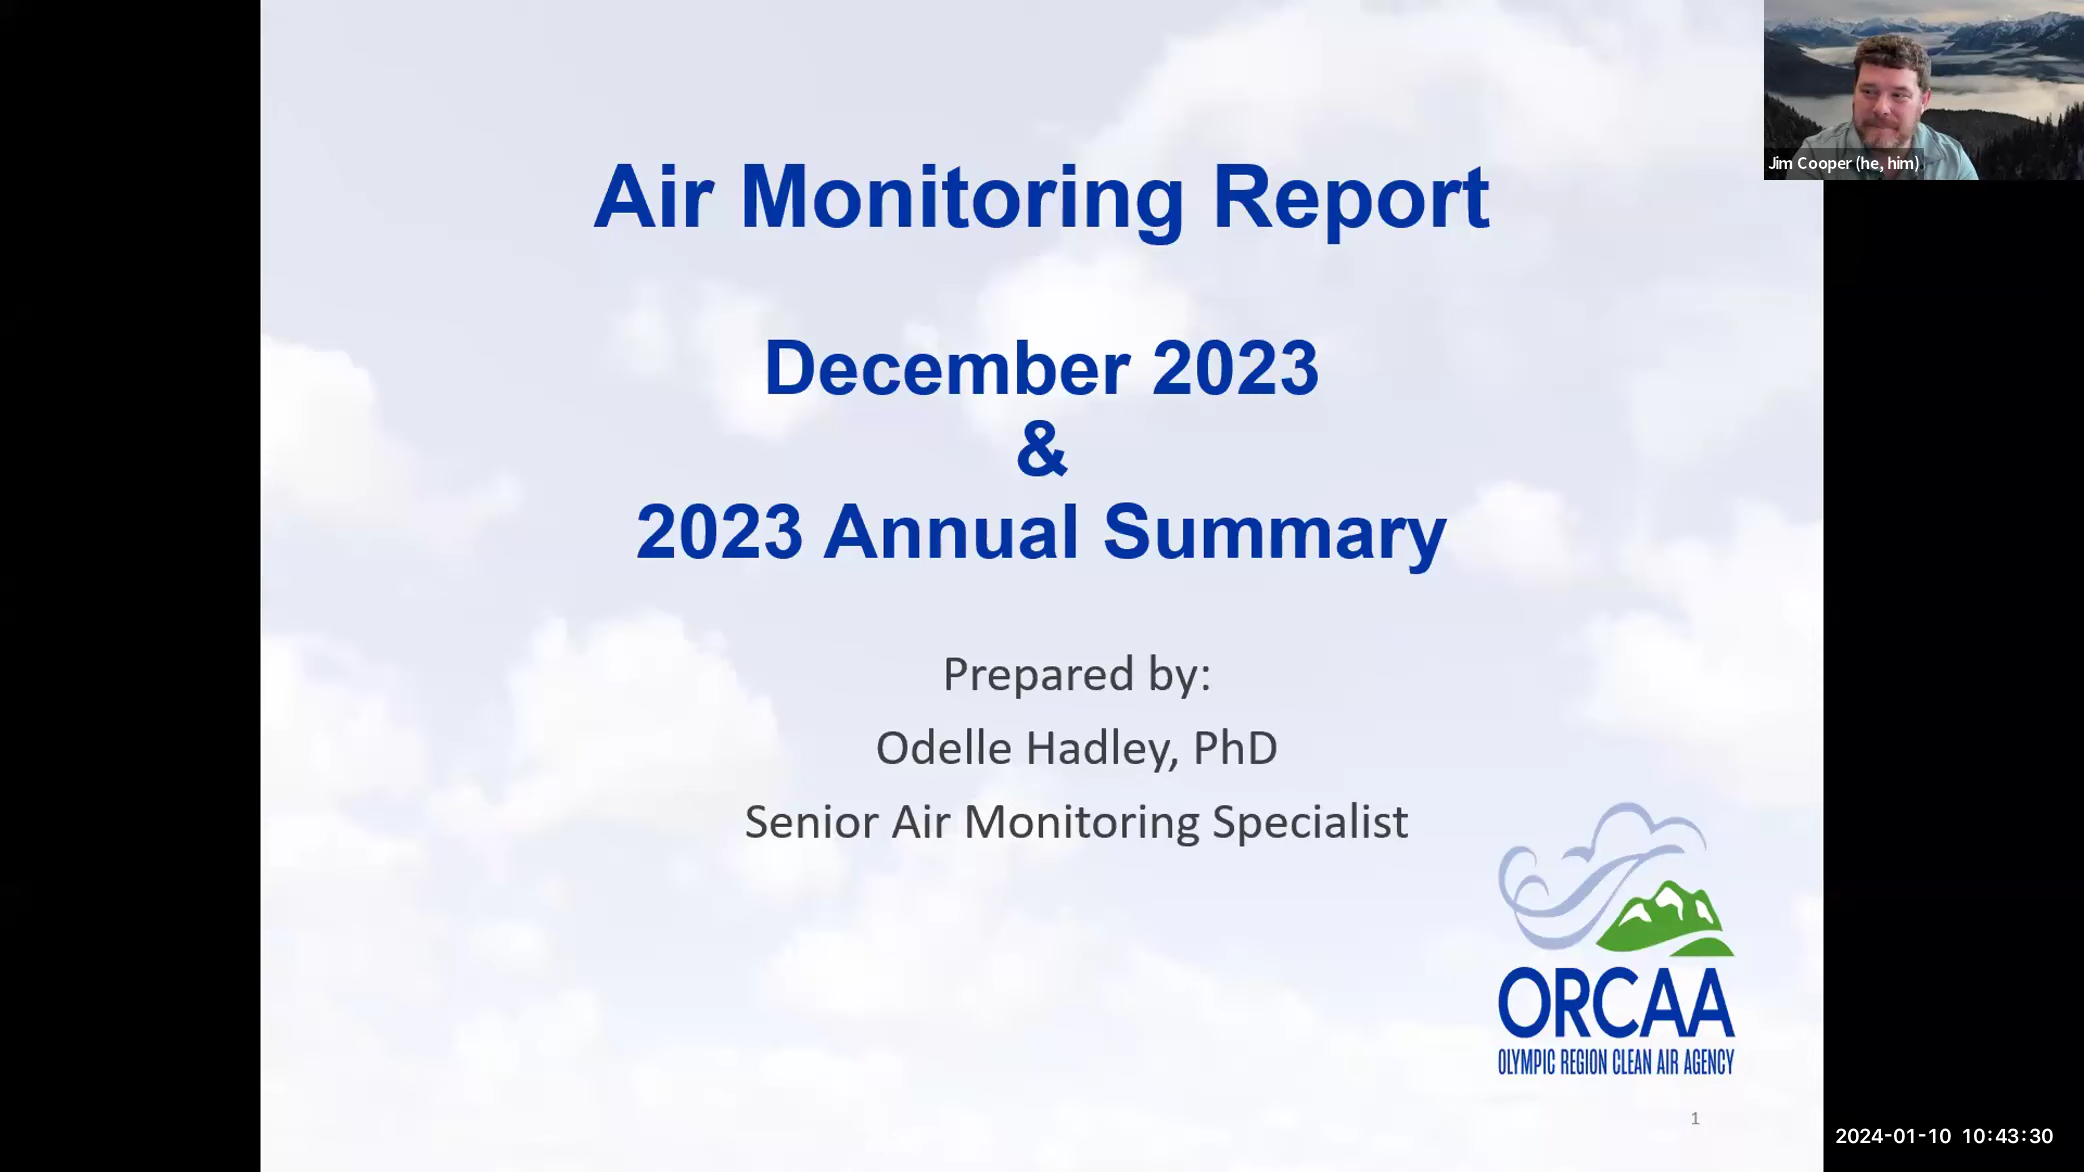 Air Monitoring Report
December 2023
&
2023 Annual Summary
Prepared by:
Odelle Hadley, PhD
Senior Air Monitoring Specialist
ORCAA
OLYMPIC REGION CLEAN AIR AGENCY
1
Jim Cooper (he, him)
2024-01-10 10:43:30